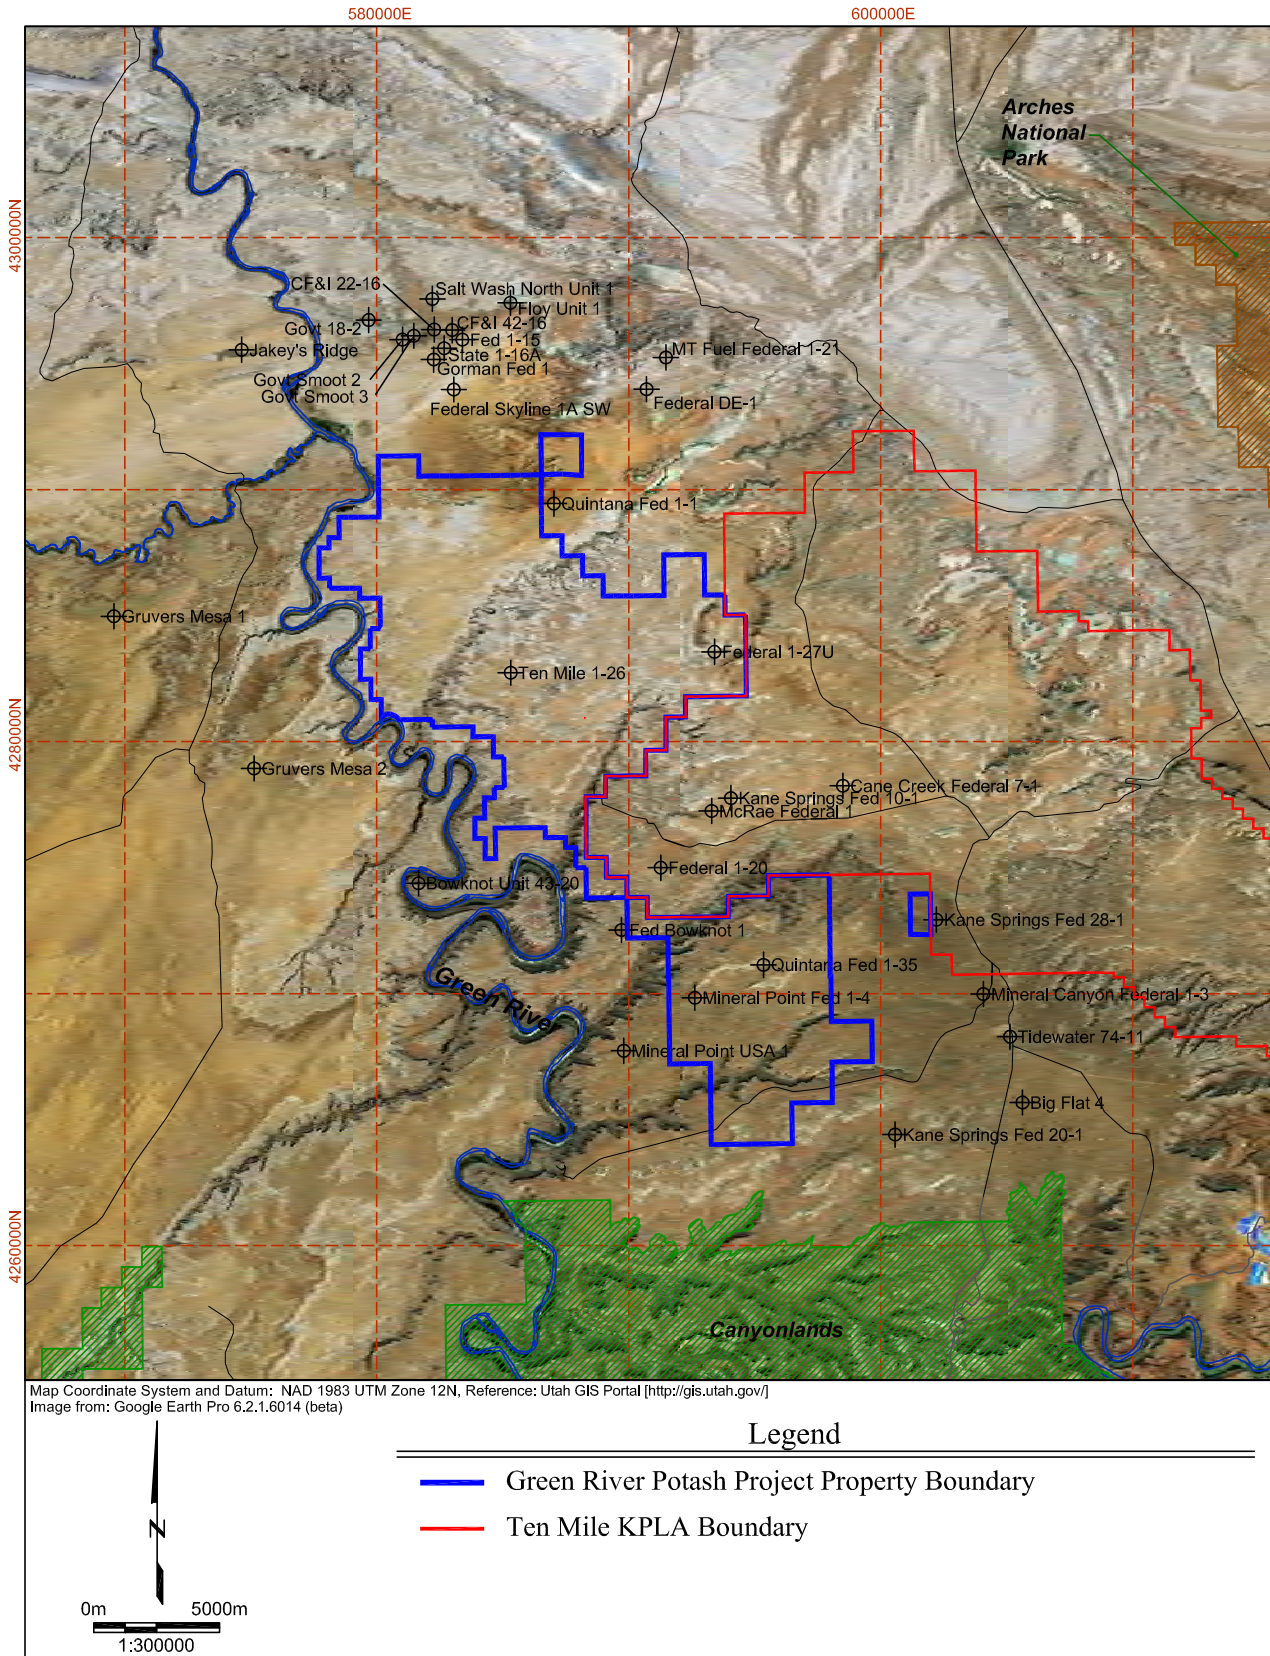 580000E
600000E
Arches
National
Park
4300000N
CF&I 22-16
Salt Wash North Unit 1
Floy Unit 1
Govt 18-2
CF&I 42-16
Fed 1-15
Jakey's Ridge
State 1-16A
MT Fuel Federal 1-21
Gorman Fed 1
Govt Smoot 2
Govt Smoot 3
Federal DE-1
Federal Skyline 1A SW
Quintana Fed 1-1
Gruvers Mesa 1
Federal 1-27U
Ten Mile 1-26
4280000N
Gruvers Mesa 2
Cane Creek Federal 7-1
Kane Springs Fed 10-1
McRae Federal 1
Federal 1-20
Bowknot Unit 43-20
Kane Springs Fed 28-1
Fed Bowknot 1
Quintana Fed 1-35
Green River
Mineral Point Fed 1-4
Mineral Canyon Federal 1-3
Tidewater 74-11
Mineral Point USA 1
Big Flat 4
Kane Springs Fed 20-1
4260000N
Canyonlands
Map Coordinate System and Datum: NAD 1983 UTM Zone 12N, Reference: Utah GIS Portal [http://gis.utah.gov/]
Image from: Google Earth Pro 6.2.1.6014 (beta)
Legend
Green River Potash Project Property Boundary
Ten Mile KPLA Boundary
N
0m 5000m
1:300000